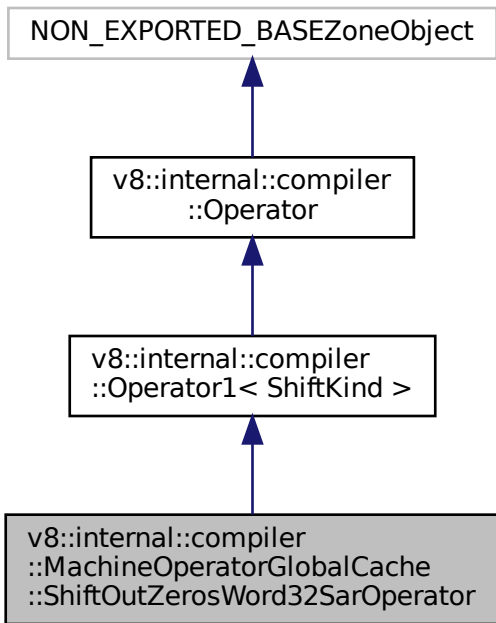 NON_EXPORTED_BASEZoneObject
v8::internal::compiler
::Operator
v8::internal::compiler
::Operator1< ShiftKind >
v8::internal::compiler
::MachineOperatorGlobalCache
::ShiftOutZerosWord32SarOperator